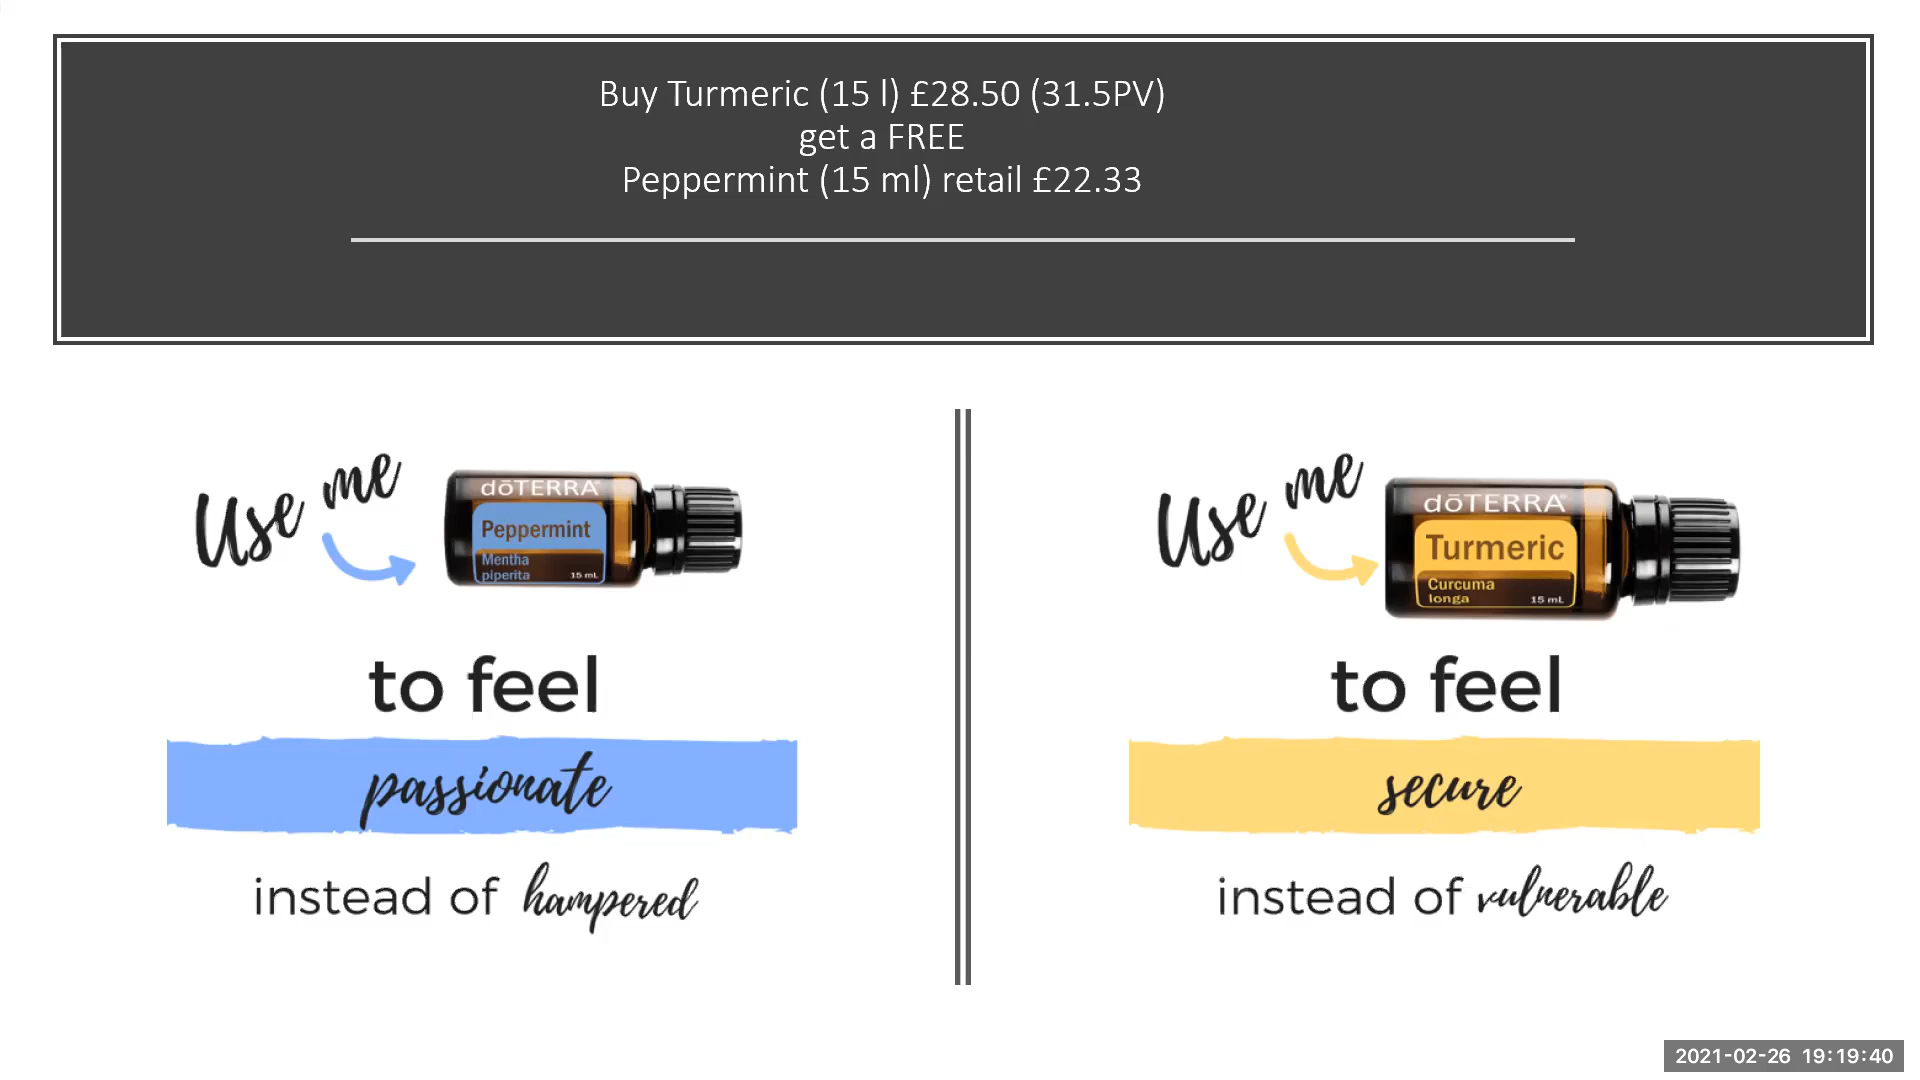 Buy Turmeric (15 l) £28.50 (31.5PV)
get a FREE
Peppermint (15 ml) retail £22.33
Use me
dōTERRA
Peppermint
Mentha
piperita 15 mL
to feel
passionate
instead of hampered
Use me
dōTERRA
Turmeric
Curcuma
longa 15 mL
to feel
secure
instead of vulnerable
2021-02-26 19:19:40